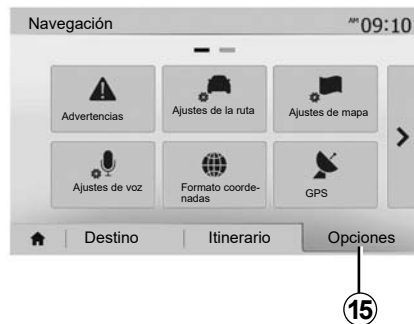 Navegación
AM 09:10
Advertencias
Ajustes de la ruta
Ajustes de mapa
Ajustes de voz
Formato coorde-
nadas
GPS
Destino
Itinerario
Opciones
15